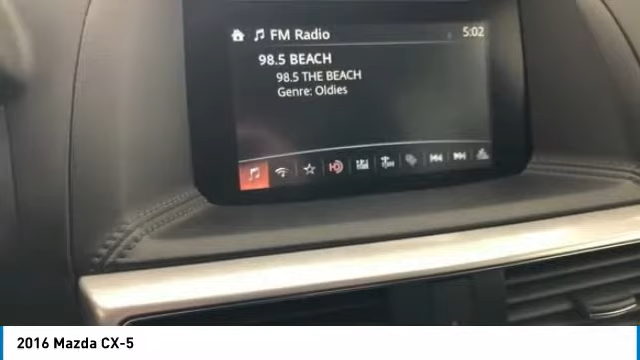 FM Radio 5:02
98.5 BEACH
98.5 THE BEACH
Genre: Oldies
2016 Mazda CX-5